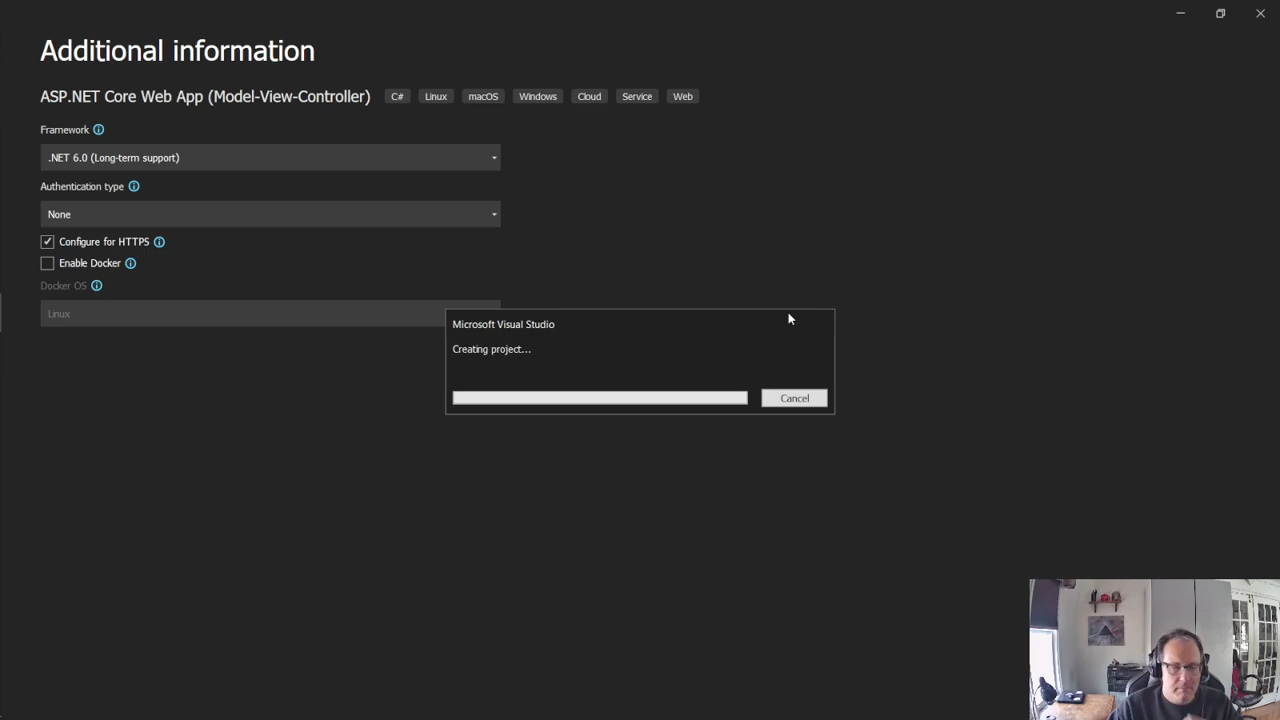 Additional information
ASP.NET Core Web App (Model-View-Controller) C# Linux macOS Windows Cloud Service Web
Framework
.NET 6.0 (Long-term support)
Authentication type
None
Configure for HTTPS
Enable Docker
Docker OS
Linux
Microsoft Visual Studio
Creating project...
Cancel